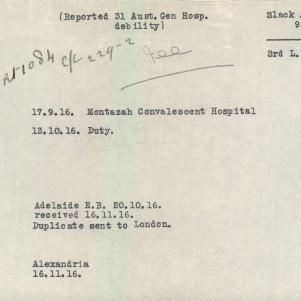 (Reported 31 Aust. Gen Hosp.
debility)
Slack
9
3rd L.
17.9.16. Montazah Convalescent Hospital
13.10.16. Duty.
Adelaide R.B. 20.10.16.
received 16.11.16.
Duplicate sent to London.
Alexandria
16.11.16.